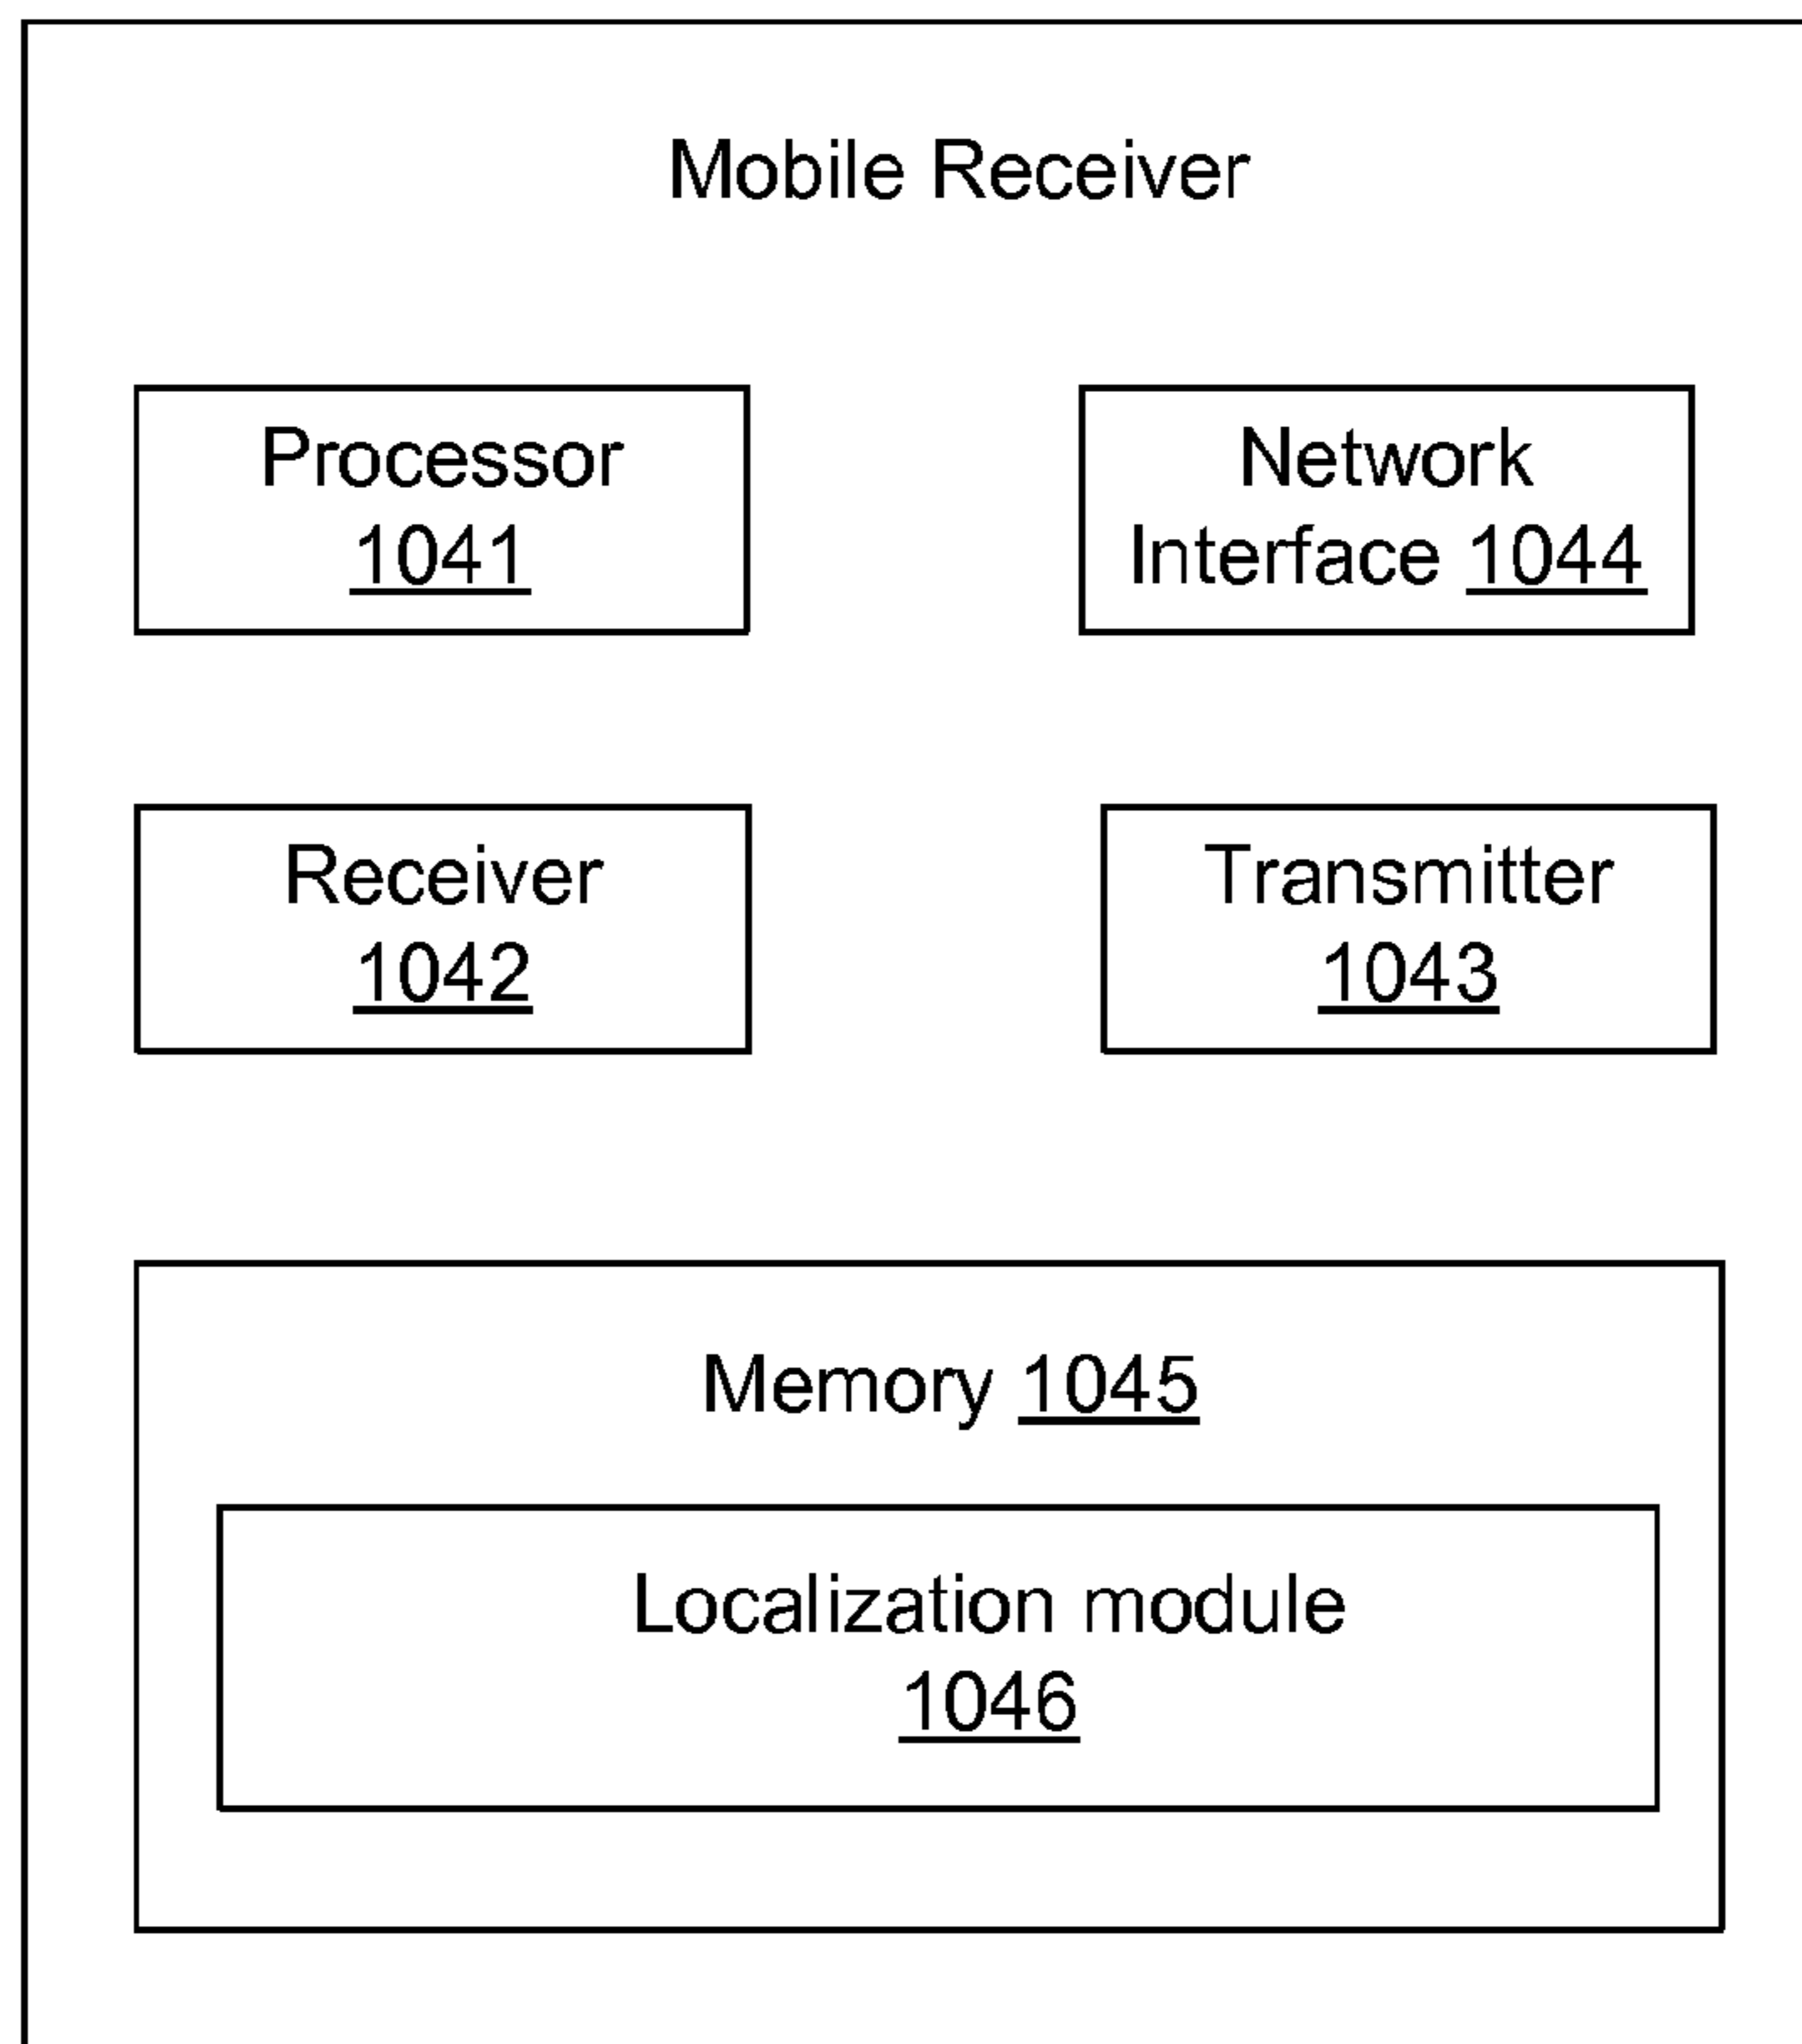 Mobile Receiver
Processor
1041
Network
Interface 1044
Receiver
1042
Transmitter
1043
Memory 1045
Localization module
1046